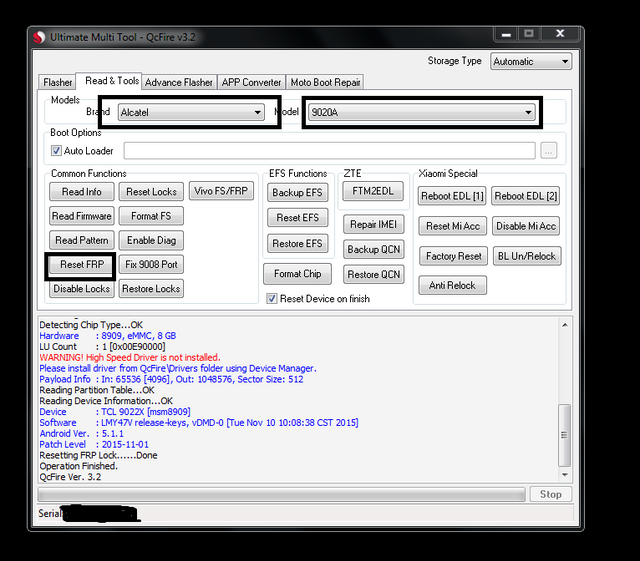 Ultimate Multi Tool - QcFire v3.2
Storage Type Automatic
Flasher Read & Tools Advance Flasher APP Converter Moto Boot Repair
Models
Brand Alcatel Model 9020A
Boot Options
Auto Loader ...
Common Functions EFS Functions ZTE Xiaomi Special
Read Info Reset Locks Vivo FS/FRP Backup EFS FTM2EDL Reboot EDL [1] Reboot EDL [2]
Read Firmware Format FS Reset EFS Repair IMEI Reset Mi Acc Disable Mi Acc
Read Pattern Enable Diag Restore EFS Backup QCN Factory Reset BL Un/Relock
Reset FRP Fix 9008 Port Format Chip Restore QCN Anti Relock
Disable Locks Restore Locks Reset Device on finish
Detecting Chip Type...OK
Hardware : 8909, eMMC, 8 GB
LU Count : 1 [0x00E90000]
WARNING! High Speed Driver is not installed.
Please install driver from QcFire\Drivers folder using Device Manager.
Payload Info : In: 65536 [4096], Out: 1048576, Sector Size: 512
Reading Partition Table...OK
Reading Device Information...OK
Device : TCL 9022X [msm8909]
Software : LMY47V release-keys, vDMD-0 [Tue Nov 10 10:08:38 CST 2015]
Android Ver. : 5.1.1
Patch Level : 2015-11-01
Resetting FRP Lock......Done
Operation Finished.
QcFire Ver. 3.2
Stop
Serial